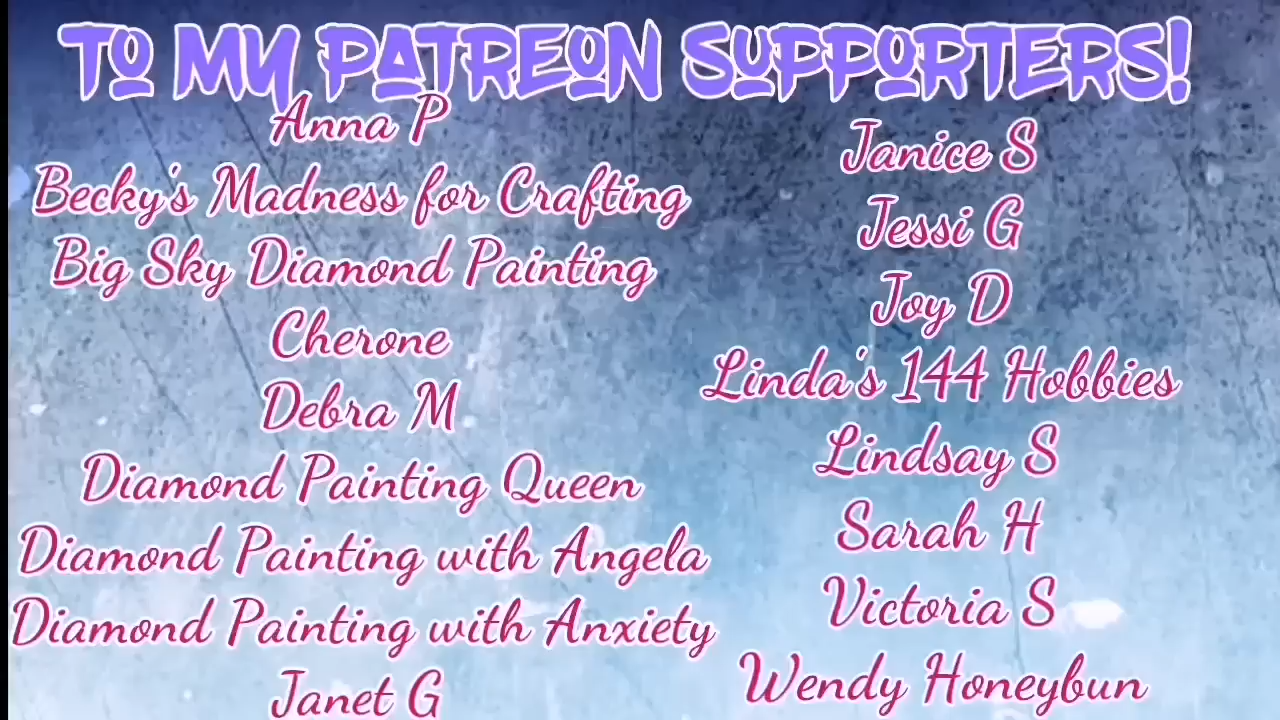 TO MY PATREON SUPPORTERS!
Anna P
Becky's Madness for Crafting
Big Sky Diamond Painting
Cherone
Debra M
Diamond Painting Queen
Diamond Painting with Angela
Diamond Painting with Anxiety
Janet G
Janice S
Jessi G
Joy D
Linda's 144 Hobbies
Lindsay S
Sarah H
Victoria S
Wendy Honeybun